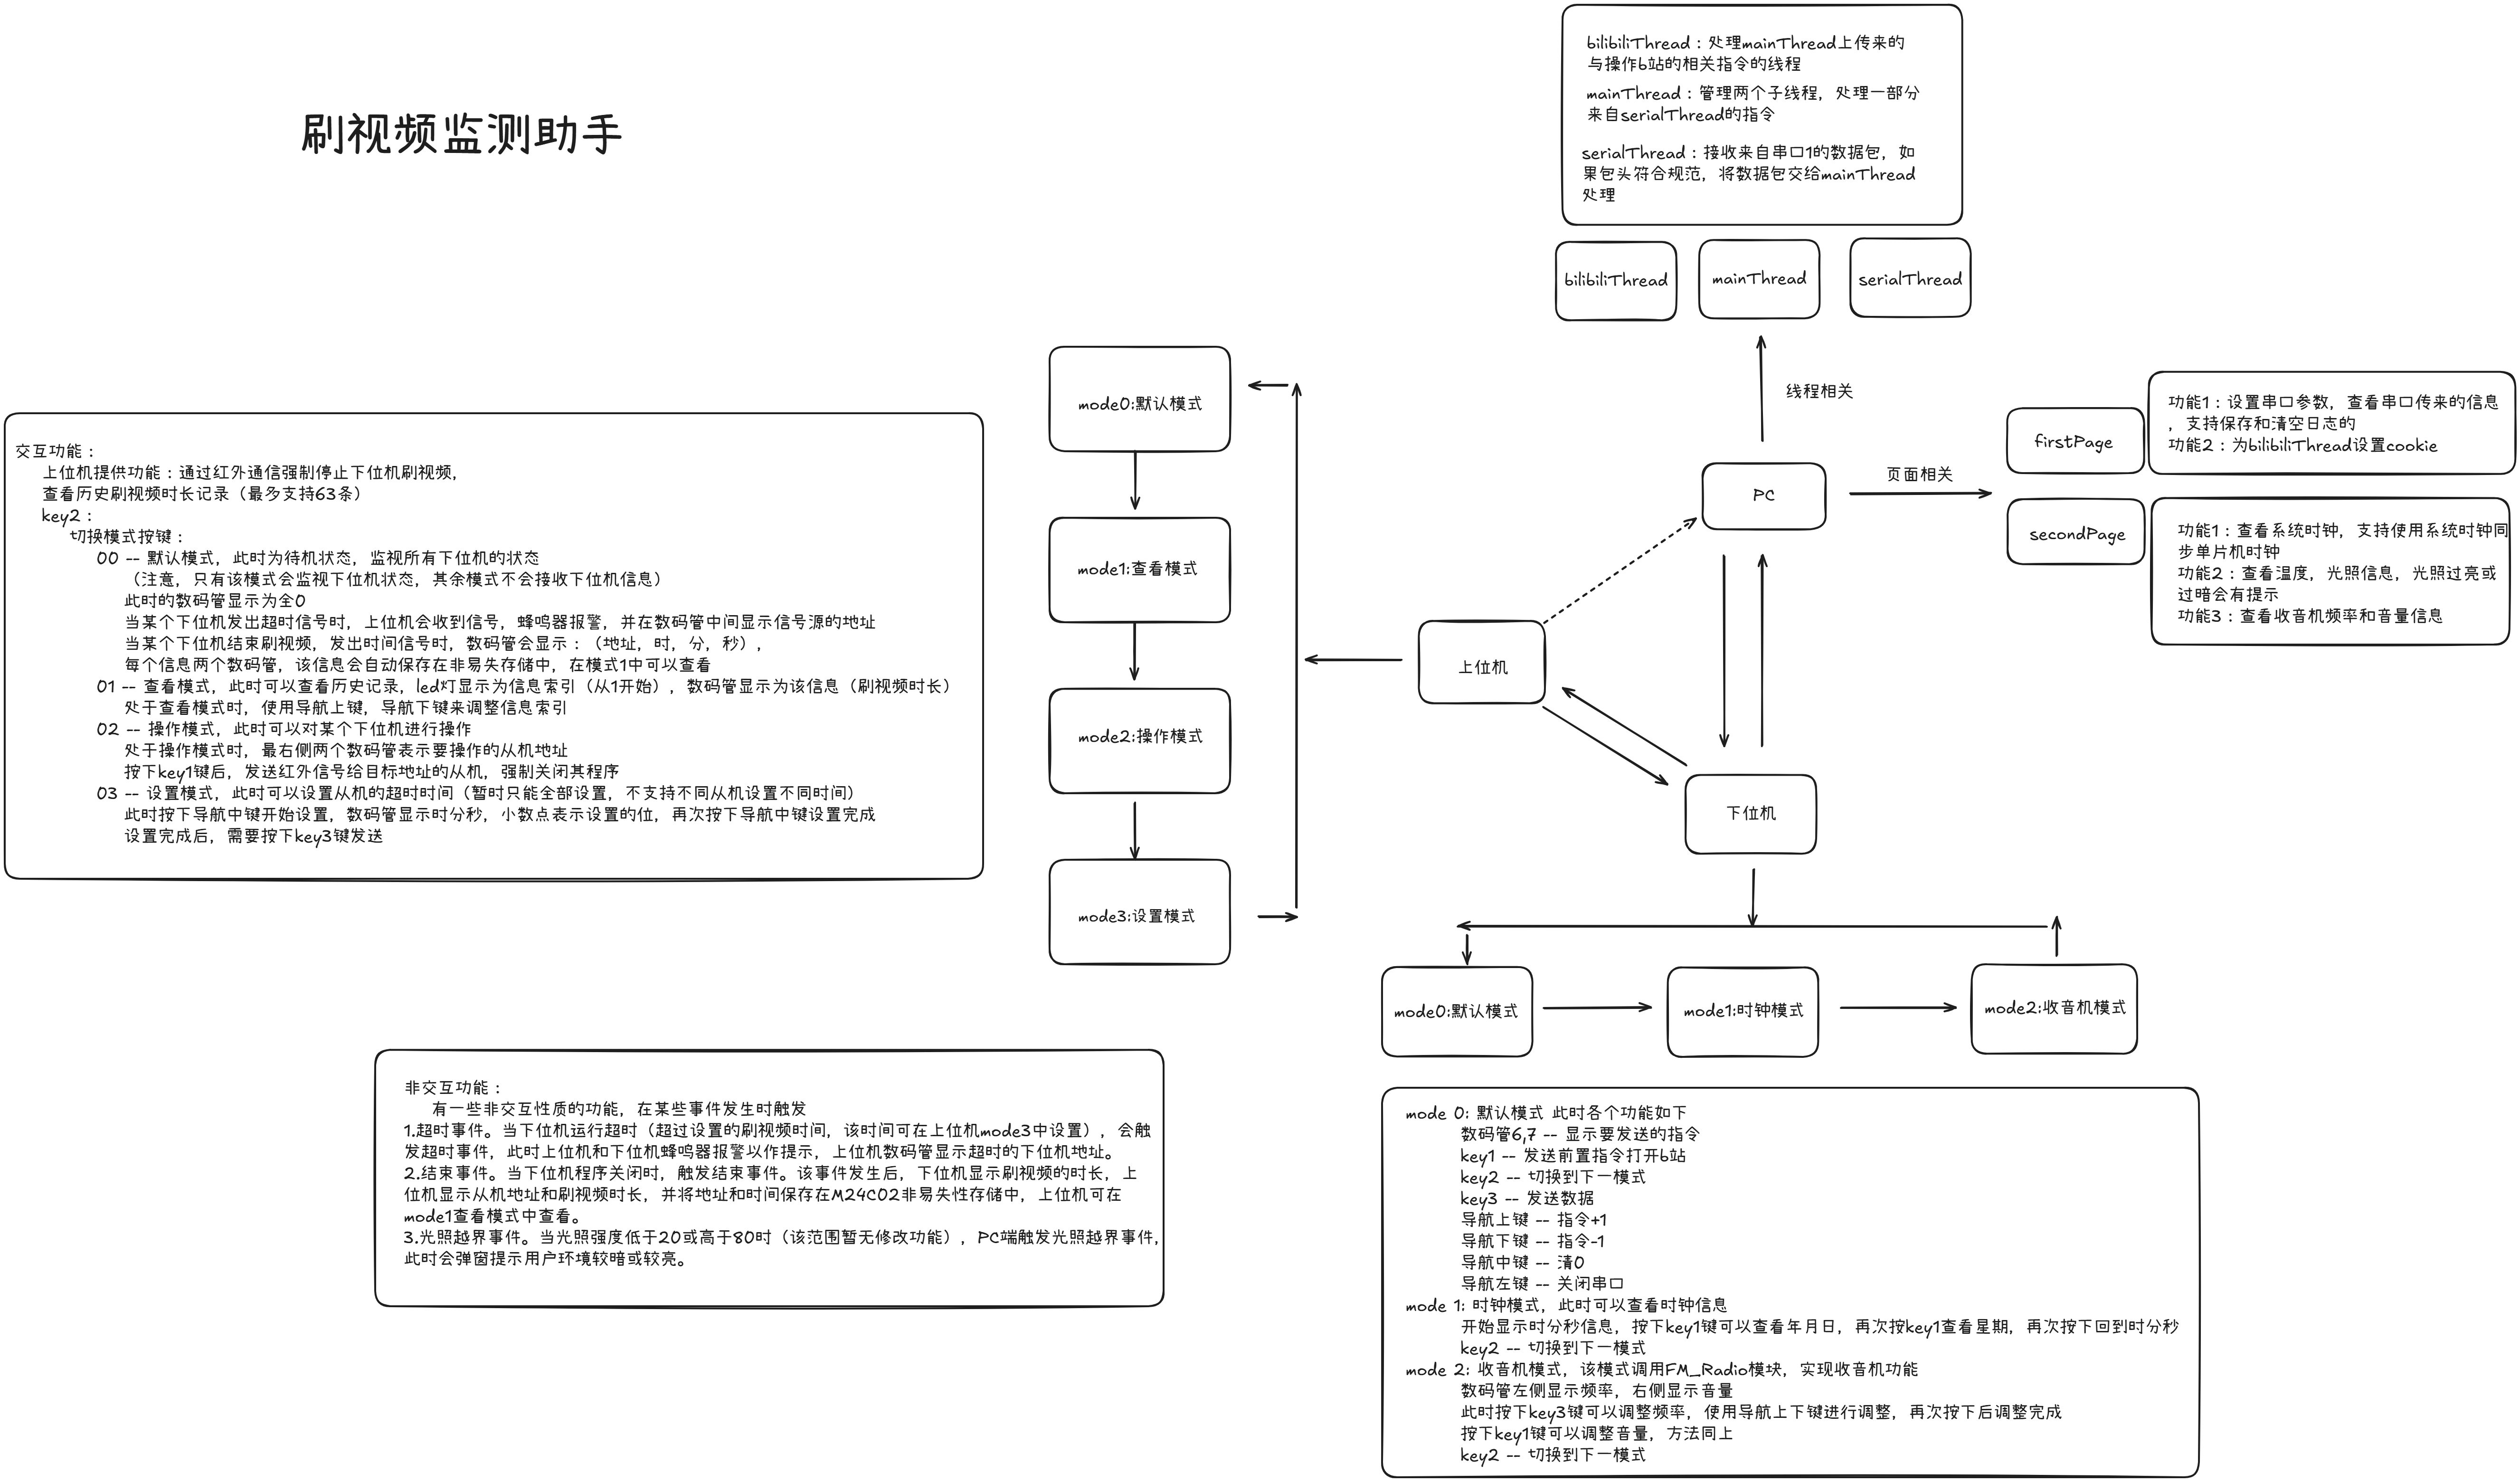 刷视频监测助手
bilibiliThread：处理mainThread上传来的
与操作b站的相关指令的线程
mainThread：管理两个子线程，处理一部分
来自serialThread的指令
serialThread：接收来自串口1的数据包，如
果包头符合规范，将数据包交给mainThread
处理
bilibiliThread
mainThread
serialThread
线程相关
PC
页面相关
firstPage
功能1：设置串口参数，查看串口传来的信息
，支持保存和清空日志的
功能2：为bilibiliThread设置cookie
secondPage
功能1：查看系统时钟，支持使用系统时钟同
步单片机时钟
功能2：查看温度，光照信息，光照过亮或
过暗会有提示
功能3：查看收音机频率和音量信息
上位机
下位机
mode0:默认模式
mode1:查看模式
mode2:操作模式
mode3:设置模式
交互功能：
上位机提供功能：通过红外通信强制停止下位机刷视频，
查看历史刷视频时长记录（最多支持63条）
key2：
切换模式按键：
00 -- 默认模式，此时为待机状态，监视所有下位机的状态
（注意，只有该模式会监视下位机状态，其余模式不会接收下位机信息）
此时的数码管显示为全0
当某个下位机发出超时信号时，上位机会收到信号，蜂鸣器报警，并在数码管中间显示信号源的地址
当某个下位机结束刷视频，发出时间信号时，数码管会显示：（地址，时，分，秒），
每个信息两个数码管，该信息会自动保存在非易失存储中，在模式1中可以查看
01 -- 查看模式，此时可以查看历史记录，led灯显示为信息索引（从1开始），数码管显示为该信息（刷视频时长）
处于查看模式时，使用导航上键，导航下键来调整信息索引
02 -- 操作模式，此时可以对某个下位机进行操作
处于操作模式时，最右侧两个数码管表示要操作的从机地址
按下key1键后，发送红外信号给目标地址的从机，强制关闭其程序
03 -- 设置模式，此时可以设置从机的超时时间（暂时只能全部设置，不支持不同从机设置不同时间）
此时按下导航中键开始设置，数码管显示时分秒，小数点表示设置的位，再次按下导航中键设置完成
设置完成后，需要按下key3键发送
mode0:默认模式
mode1:时钟模式
mode2:收音机模式
非交互功能：
有一些非交互性质的功能，在某些事件发生时触发
1.超时事件。当下位机运行超时（超过设置的刷视频时间，该时间可在上位机mode3中设置），会触
发超时事件，此时上位机和下位机蜂鸣器报警以作提示，上位机数码管显示超时的下位机地址。
2.结束事件。当下位机程序关闭时，触发结束事件。该事件发生后，下位机显示刷视频的时长，上
位机显示从机地址和刷视频时长，并将地址和时间保存在M24C02非易失性存储中，上位机可在
mode1查看模式中查看。
3.光照越界事件。当光照强度低于20或高于80时（该范围暂无修改功能），PC端触发光照越界事件，
此时会弹窗提示用户环境较暗或较亮。
mode 0: 默认模式 此时各个功能如下
数码管6,7 -- 显示要发送的指令
key1 -- 发送前置指令打开b站
key2 -- 切换到下一模式
key3 -- 发送数据
导航上键 -- 指令+1
导航下键 -- 指令-1
导航中键 -- 清0
导航左键 -- 关闭串口
mode 1: 时钟模式，此时可以查看时钟信息
开始显示时分秒信息，按下key1键可以查看年月日，再次按key1查看星期，再次按下回到时分秒
key2 -- 切换到下一模式
mode 2: 收音机模式，该模式调用FM_Radio模块，实现收音机功能
数码管左侧显示频率，右侧显示音量
此时按下key3键可以调整频率，使用导航上下键进行调整，再次按下后调整完成
按下key1键可以调整音量，方法同上
key2 -- 切换到下一模式